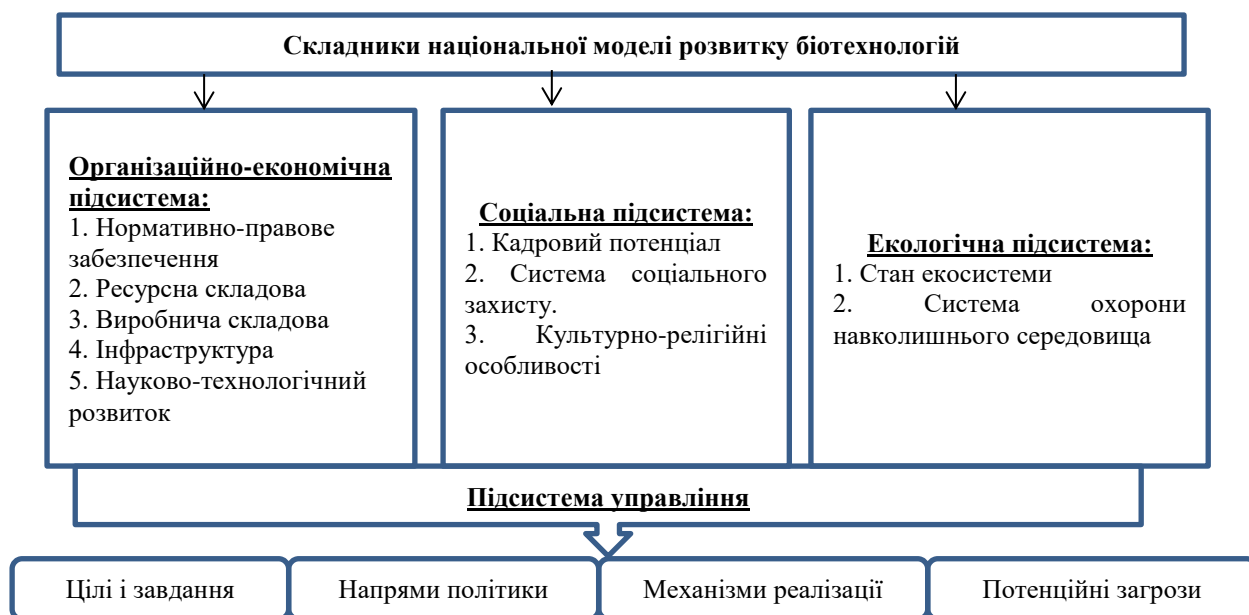 Складники національної моделі розвитку біотехнологій
Організаційно-економічна
підсистема:
1. Нормативно-правове
забезпечення
2. Ресурсна складова
3. Виробнича складова
4. Інфраструктура
5. Науково-технологічний
розвиток
Соціальна підсистема:
1. Кадровий потенціал
2. Система соціального
захисту.
3. Культурно-релігійні
особливості
Екологічна підсистема:
1. Стан екосистеми
2. Система охорони
навколишнього середовища
Підсистема управління
Цілі і завдання
Напрями політики
Механізми реалізації
Потенційні загрози